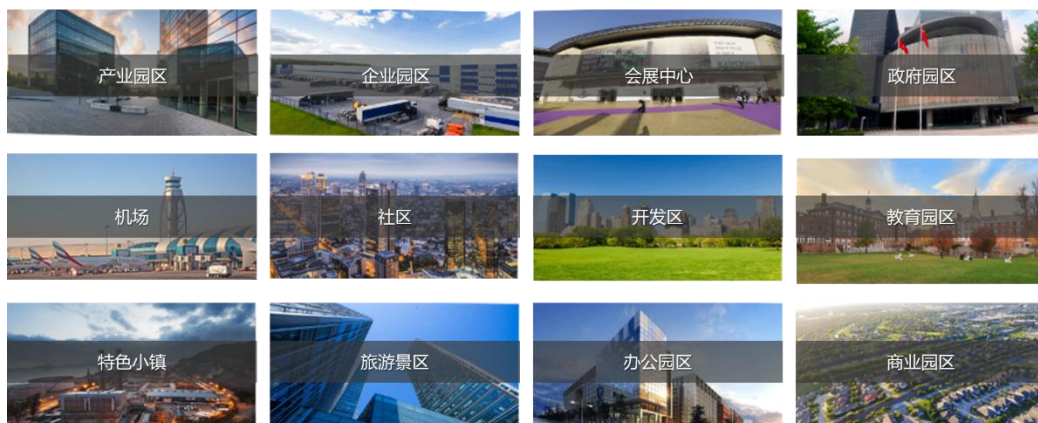 产业园区
企业园区
会展中心
政府园区
机场
社区
开发区
教育园区
特色小镇
旅游景区
办公园区
商业园区